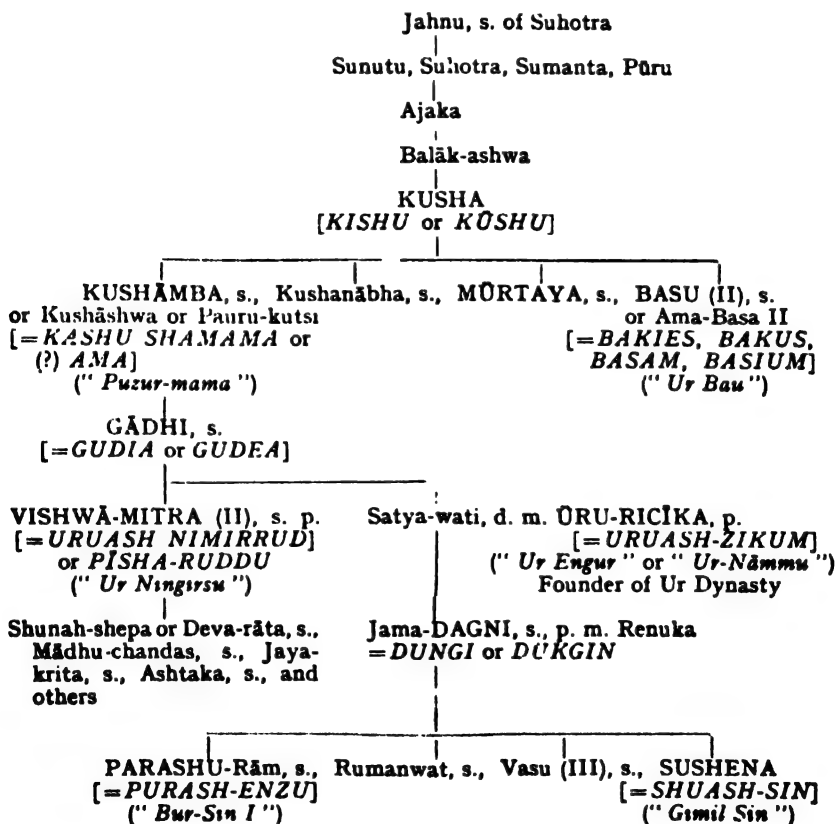 Jahnu, s. of Suhotra
Sunutu, Suhotra, Sumanta, Pūru
Ajaka
Balāk-ashwa
KUSHA
[KISHU or KŪSHU]
KUSHĀMBA, s., Kushanābha, s., MŪRTAYA, s., BASU (II), s.
or Kushāshwa or Pauru-kutsi
or Ama-Basa II
[=KASHU SHAMAMA or
[=BAKIES, BAKUS,
(?) AMA]
BASAM, BASIUM]
("Puzur-mama")
("Ur Bau")
GĀDHI, s.
[=GUDIA or GUDEA]
VISHWĀ-MITRA (II), s. p.
Satya-wati, d. m. ŪRU-RICĪKA, p.
[=URUASH NIMIRRUD]
[=URUASH-ZIKUM]
or PĪSHA-RUDDU
("Ur Engur" or "Ur-Nāmmu")
("Ur Ningirsu")
Founder of Ur Dynasty
Shunah-shepa or Deva-rāta, s.,
Jama-DAGNI, s., p. m. Renuka
Mādhu-chandas, s., Jaya-
=DUNGI or DUKGIN
krita, s., Ashtaka, s., and
others
PARASHU-Rām, s., Rumanwat, s., Vasu (III), s., SUSHENA
[=PURASH-ENZU]
[=SHUASH-SIN]
("Bur-Sin I")
("Gimil Sin")